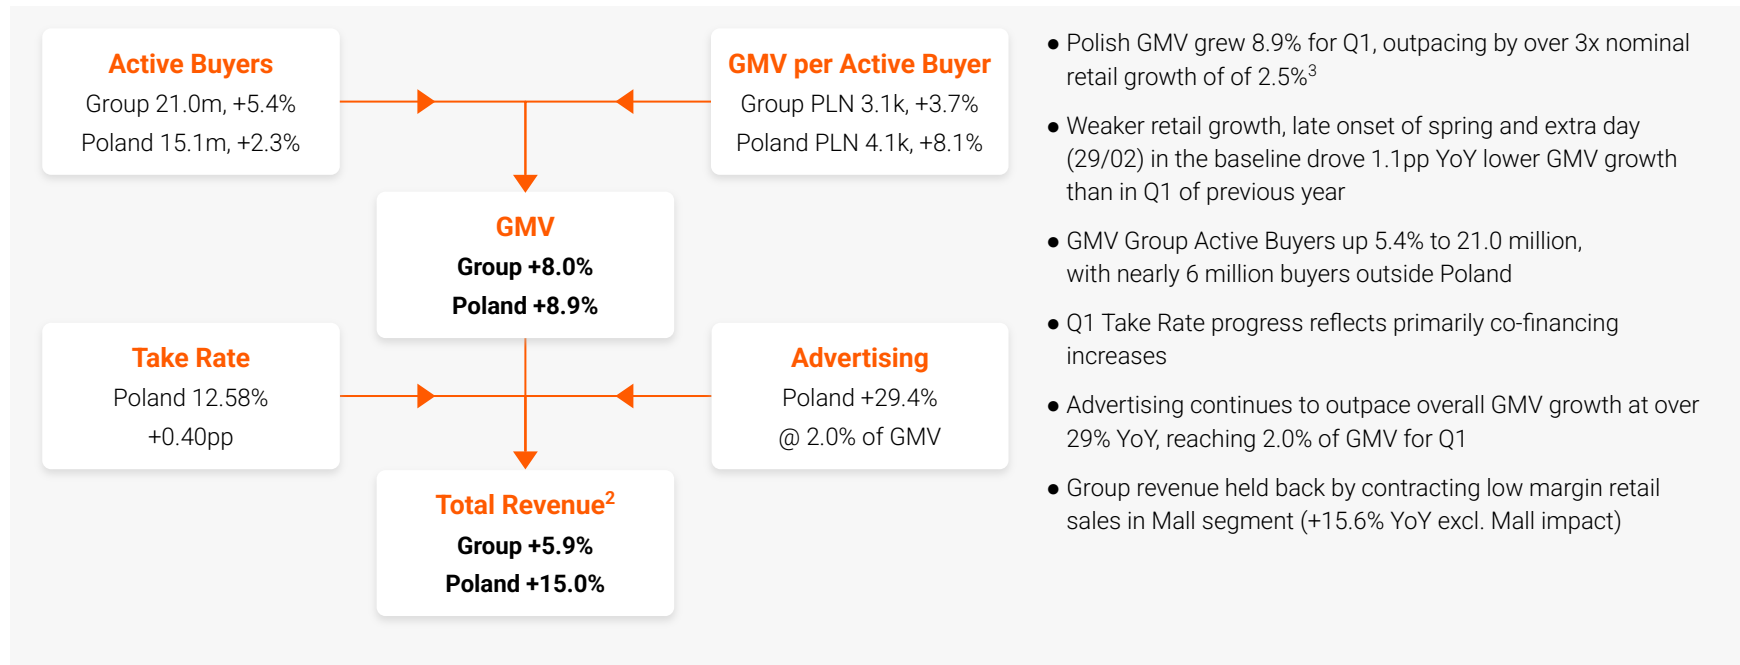 Active Buyers
Group 21.0m, +5.4%
Poland 15.1m, +2.3%
GMV per Active Buyer
Group PLN 3.1k, +3.7%
Poland PLN 4.1k, +8.1%
GMV
Group +8.0%
Poland +8.9%
Take Rate
Poland 12.58%
+0.40pp
Advertising
Poland +29.4%
@ 2.0% of GMV
Total Revenue2
Group +5.9%
Poland +15.0%
● Polish GMV grew 8.9% for Q1, outpacing by over 3x nominal
retail growth of of 2.5%3
● Weaker retail growth, late onset of spring and extra day
(29/02) in the baseline drove 1.1pp YoY lower GMV growth
than in Q1 of previous year
● GMV Group Active Buyers up 5.4% to 21.0 million,
with nearly 6 million buyers outside Poland
● Q1 Take Rate progress reflects primarily co-financing
increases
● Advertising continues to outpace overall GMV growth at over
29% YoY, reaching 2.0% of GMV for Q1
● Group revenue held back by contracting low margin retail
sales in Mall segment (+15.6% YoY excl. Mall impact)